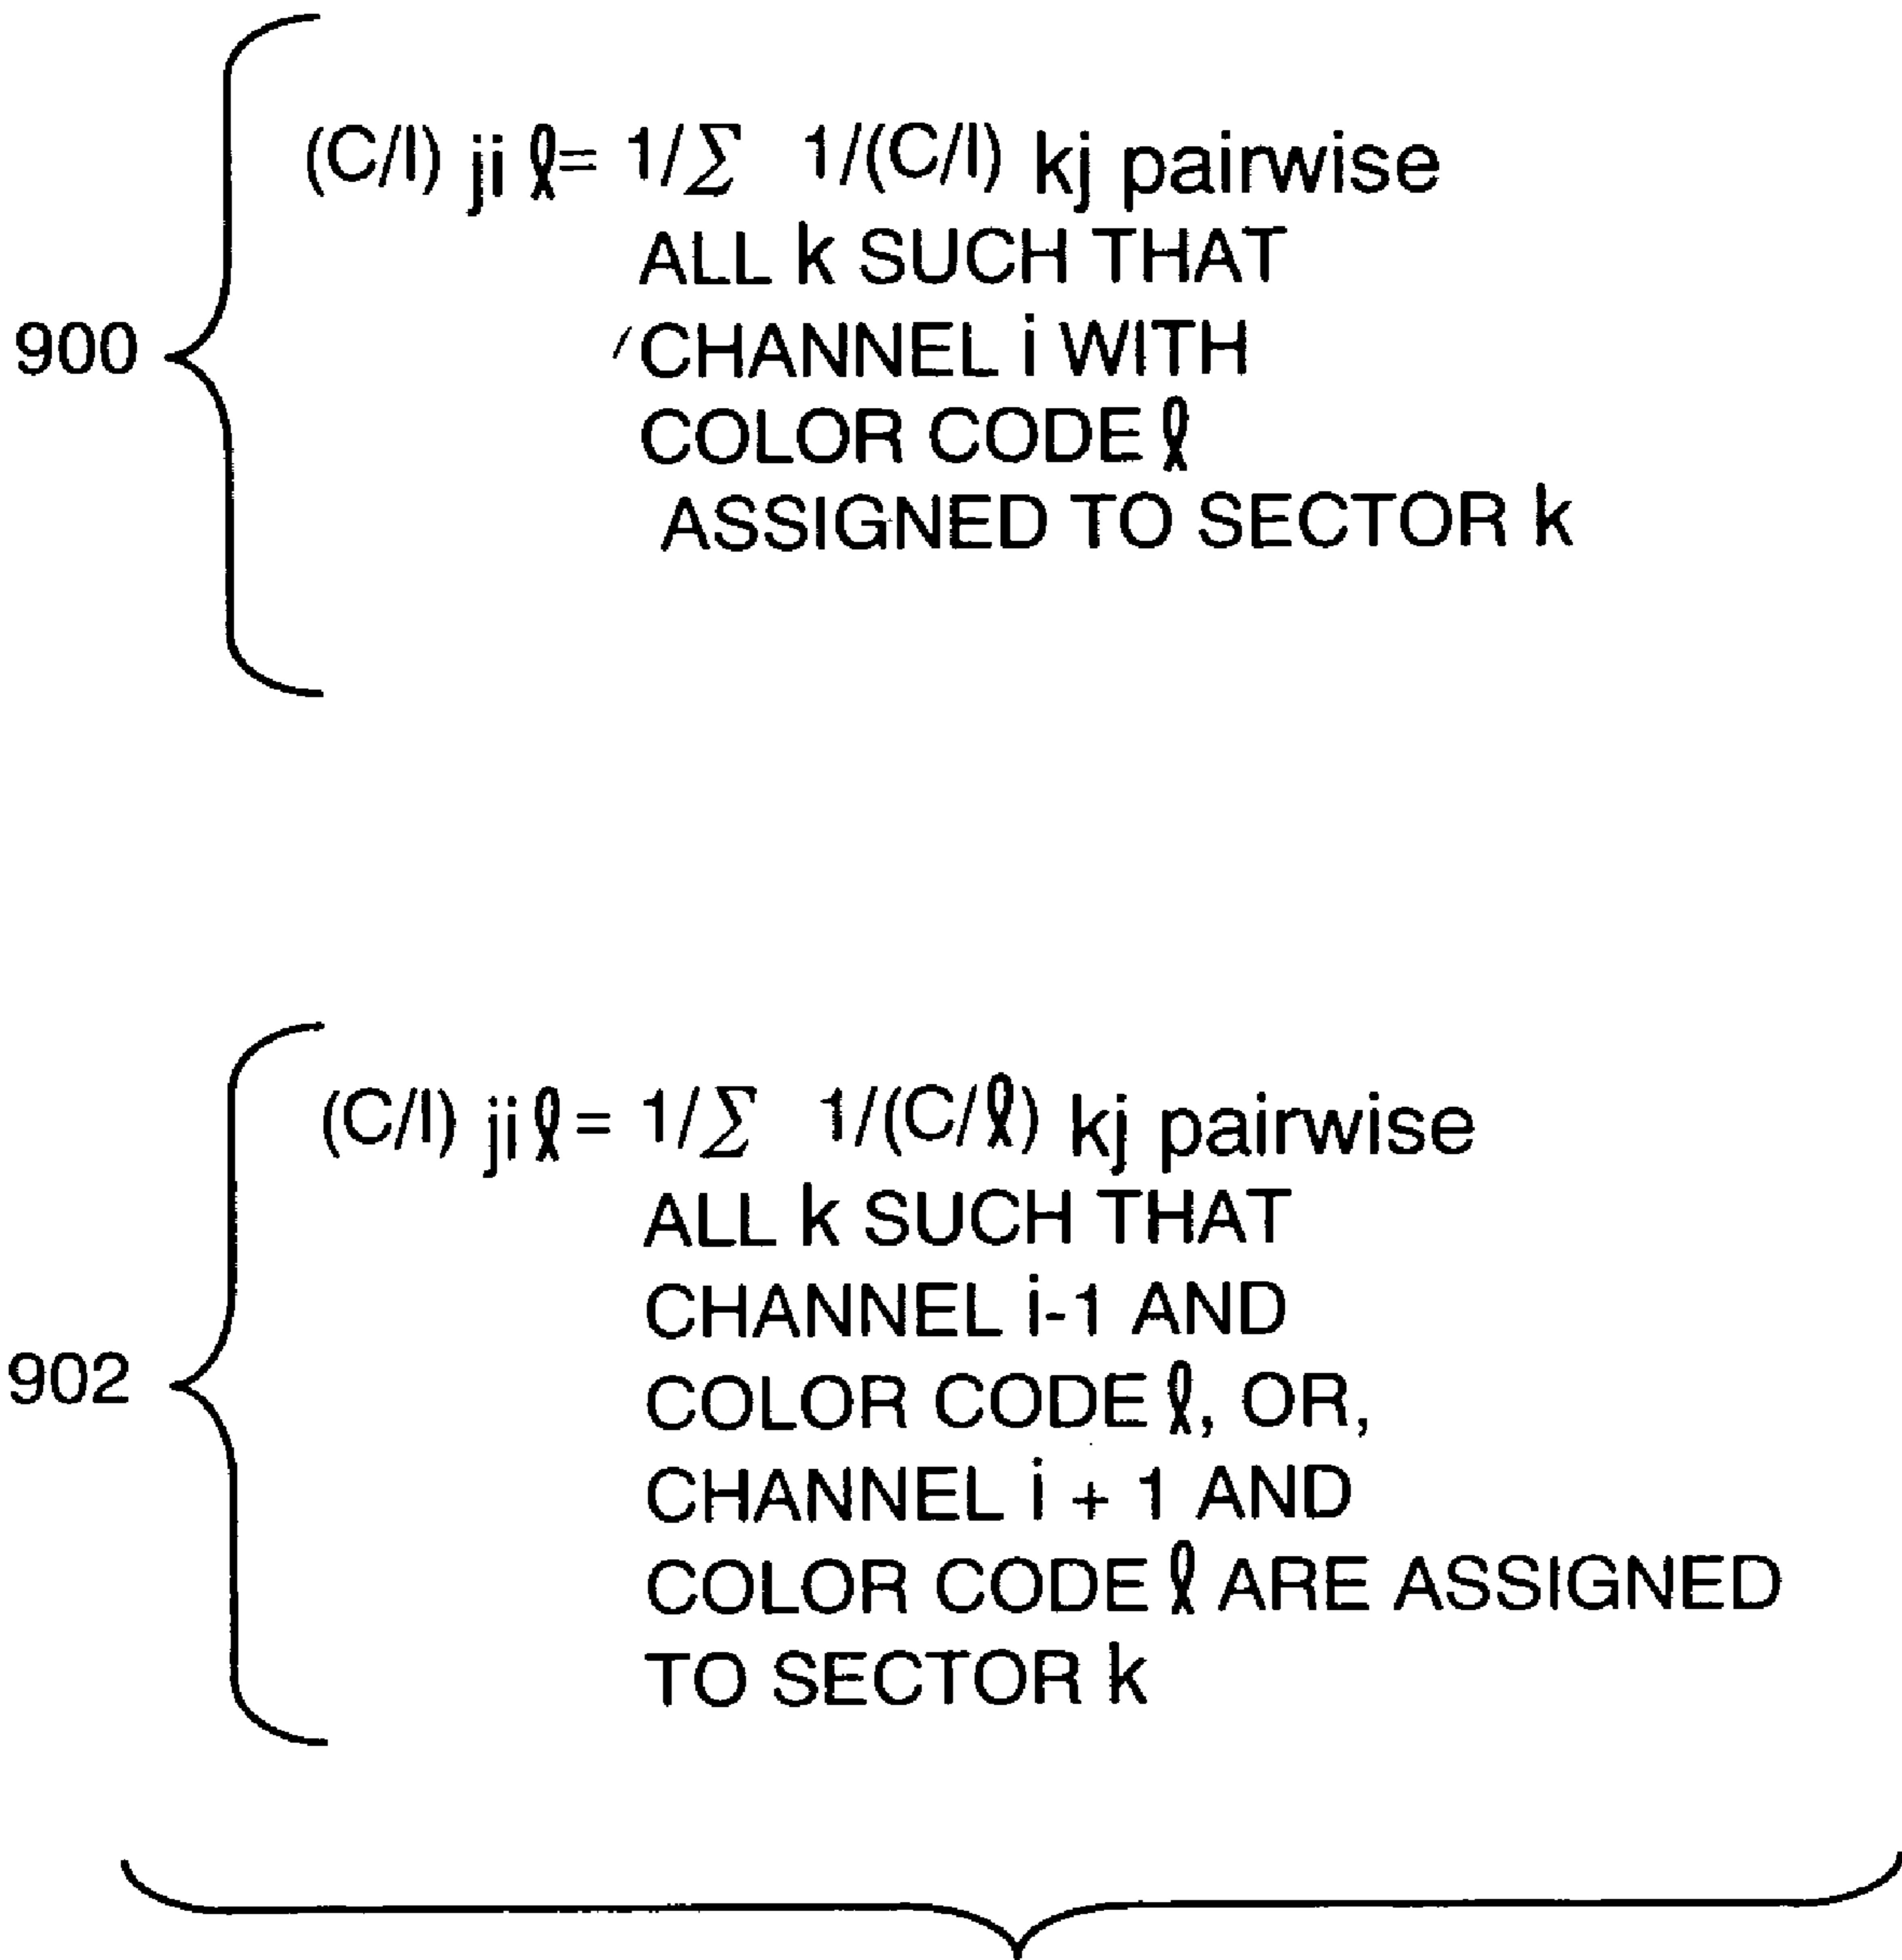 (C/I) ji ℓ= 1/∑ 1/(C/I) kj pairwise
ALL k SUCH THAT
CHANNEL i WITH
900
COLOR CODE ℓ
ASSIGNED TO SECTOR k
(C/I) ji ℓ = 1/∑ 1/(C/ℓ) kj pairwise
ALL k SUCH THAT
CHANNEL i-1 AND
902
COLOR CODE ℓ, OR,
CHANNEL i + 1 AND
COLOR CODE ℓ ARE ASSIGNED
TO SECTOR k